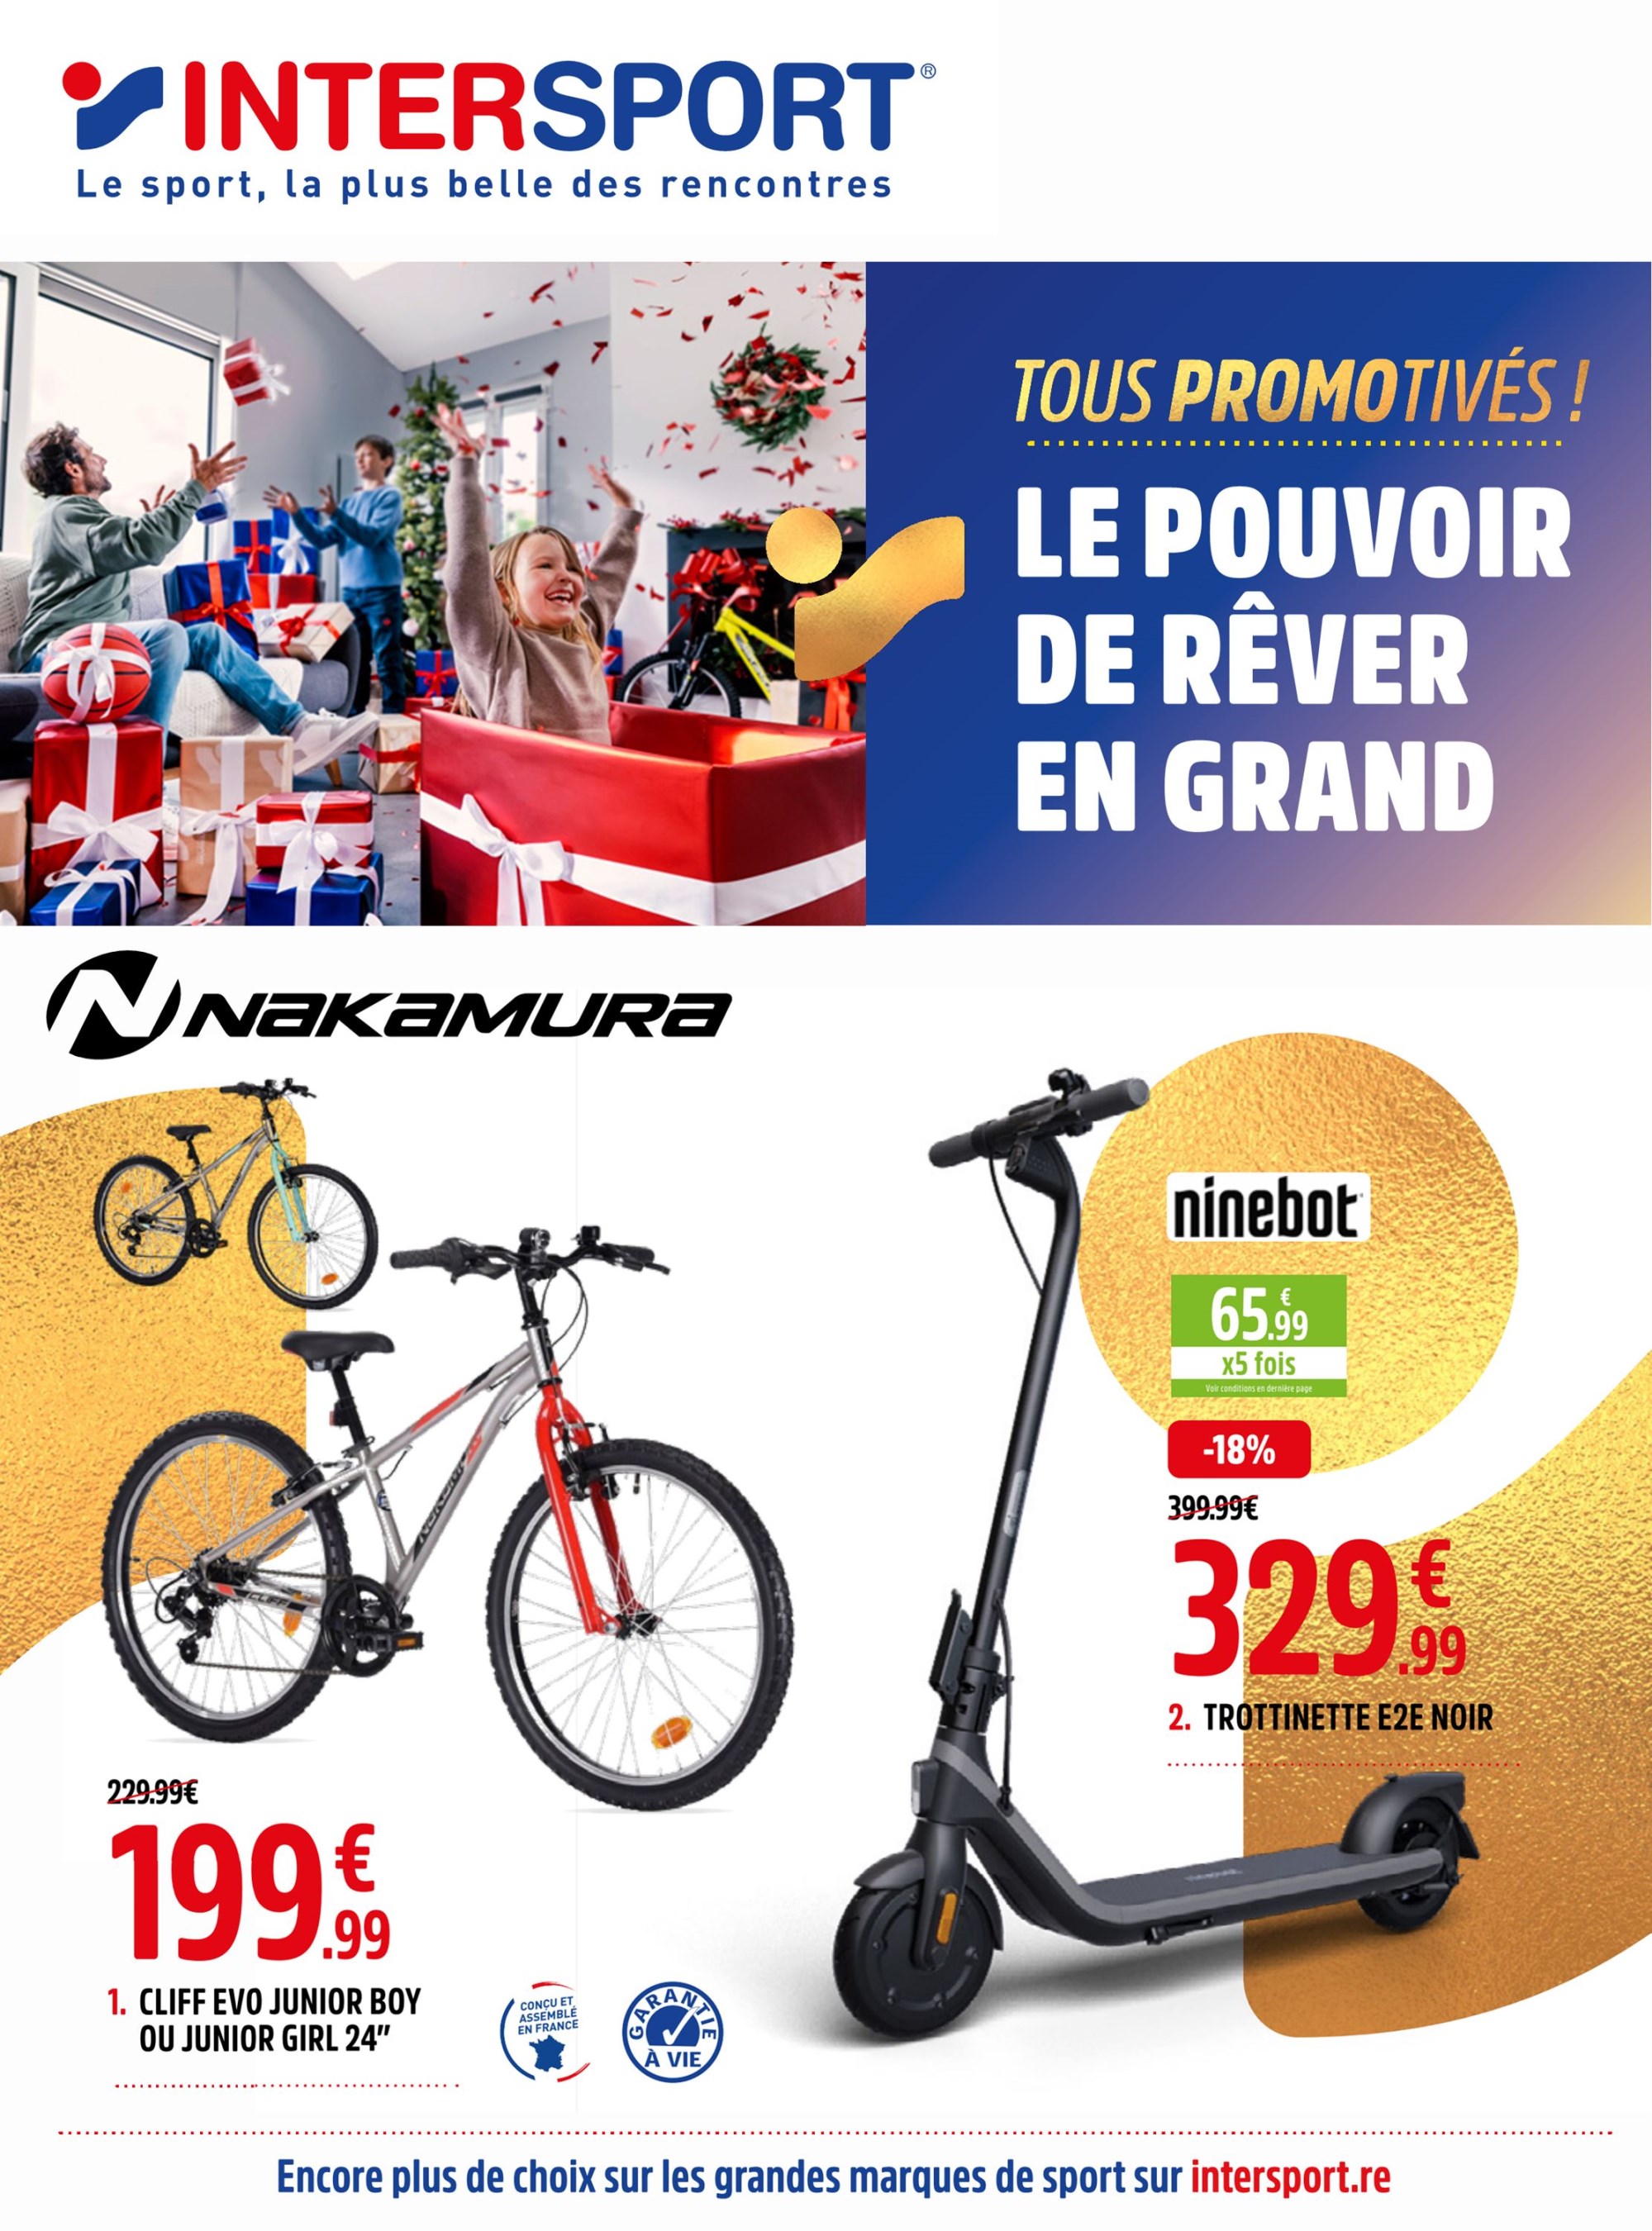 INTERSPORT®
Le sport, la plus belle des rencontres
TOUS PROMOTIVÉS !
LE POUVOIR
DE RÊVER
EN GRAND
NAKAMURA
ninebot
65.99€
x5 fois
Voir conditions en dernière page
-18%
399.99€
329.99€
2. TROTTINETTE E2E NOIR
229.99€
199.99€
1. CLIFF EVO JUNIOR BOY
OU JUNIOR GIRL 24"
CONÇU ET
ASSEMBLÉ
EN FRANCE
GARANTIE
À VIE
Encore plus de choix sur les grandes marques de sport sur intersport.re